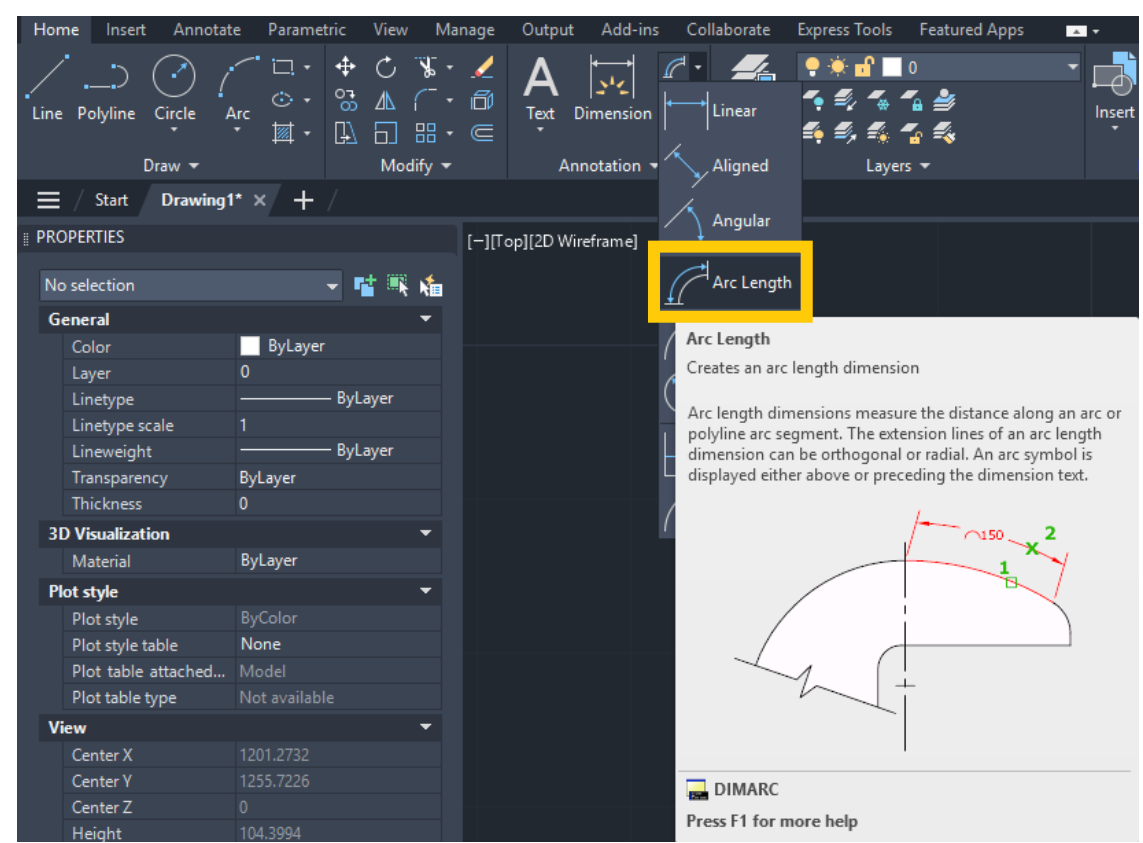 Home Insert Annotate Parametric View Manage Output Add-ins Collaborate Express Tools Featured Apps
0
Line Polyline Circle Arc Text Dimension Insert
Draw Modify Annotation Layers
Linear
Aligned
Angular
Arc Length
Start Drawing1*
PROPERTIES
[−][Top][2D Wireframe]
No selection
General
Color ByLayer
Layer 0
Linetype ByLayer
Linetype scale 1
Lineweight ByLayer
Transparency ByLayer
Thickness 0
3D Visualization
Material ByLayer
Plot style
Plot style ByColor
Plot style table None
Plot table attached... Model
Plot table type Not available
View
Center X 1201.2732
Center Y 1255.7226
Center Z 0
Height 104.3994
Arc Length
Creates an arc length dimension
Arc length dimensions measure the distance along an arc or
polyline arc segment. The extension lines of an arc length
dimension can be orthogonal or radial. An arc symbol is
displayed either above or preceding the dimension text.
150
2
1
DIMARC
Press F1 for more help